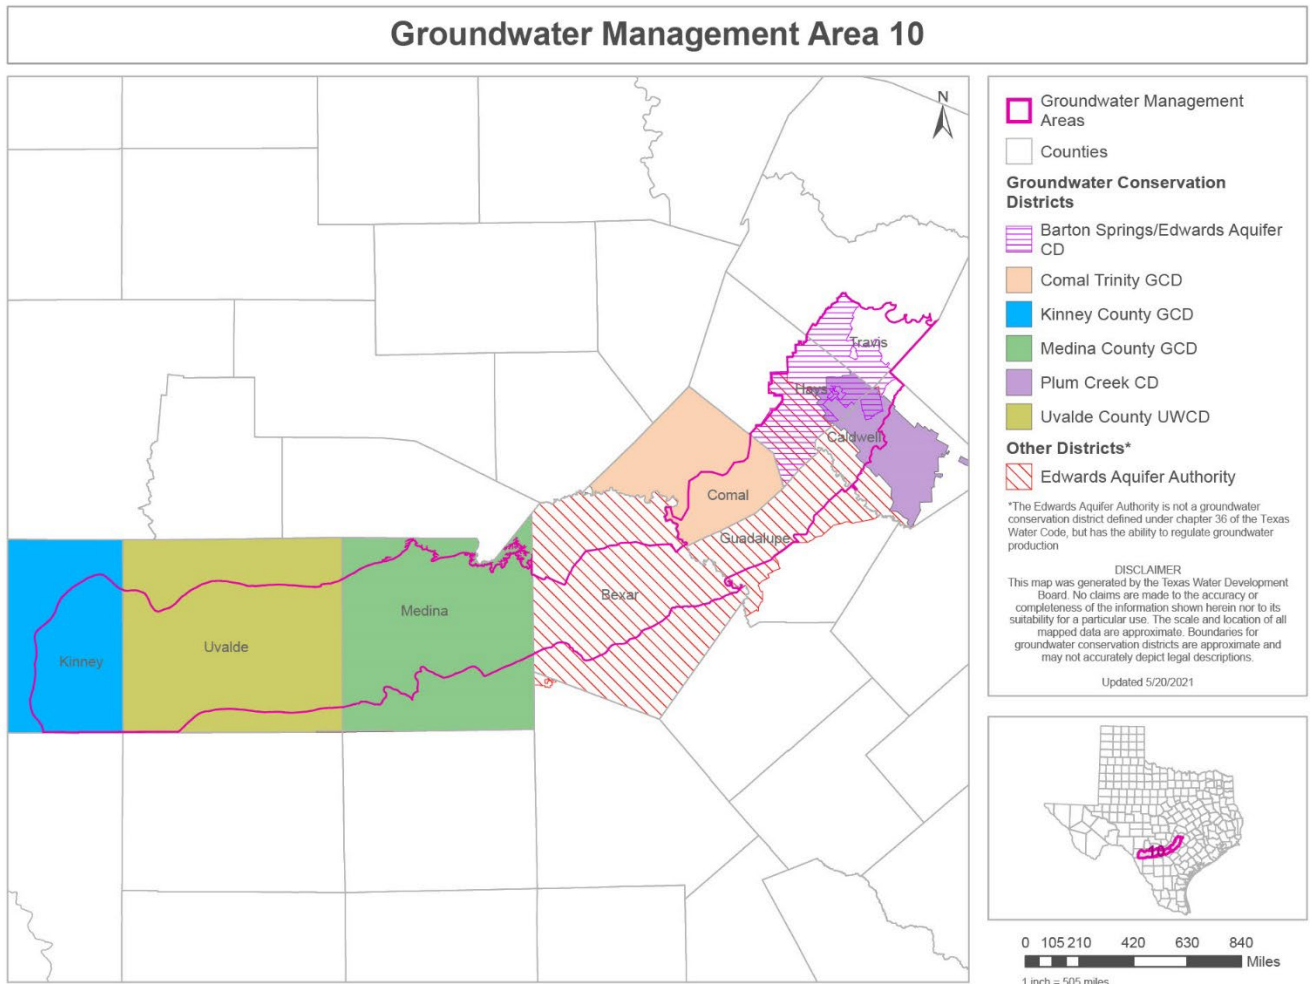 Groundwater Management Area 10
N
Travis
Hays
Caldwell
Comal
Guadalupe
Bexar
Medina
Uvalde
Kinney
Groundwater Management
Areas
Counties
Groundwater Conservation
Districts
Barton Springs/Edwards Aquifer
CD
Comal Trinity GCD
Kinney County GCD
Medina County GCD
Plum Creek CD
Uvalde County UWCD
Other Districts*
Edwards Aquifer Authority
*The Edwards Aquifer Authority is not a groundwater
conservation district defined under chapter 36 of the Texas
Water Code, but has the ability to regulate groundwater
production
DISCLAIMER
This map was generated by the Texas Water Development
Board. No claims are made to the accuracy or
completeness of the information shown herein nor to its
suitability for a particular use. The scale and location of all
mapped data are approximate. Boundaries for
groundwater conservation districts are approximate and
may not accurately depict legal descriptions.
Updated 5/20/2021
10
0 105 210 420 630 840
Miles
1 inch = 505 miles